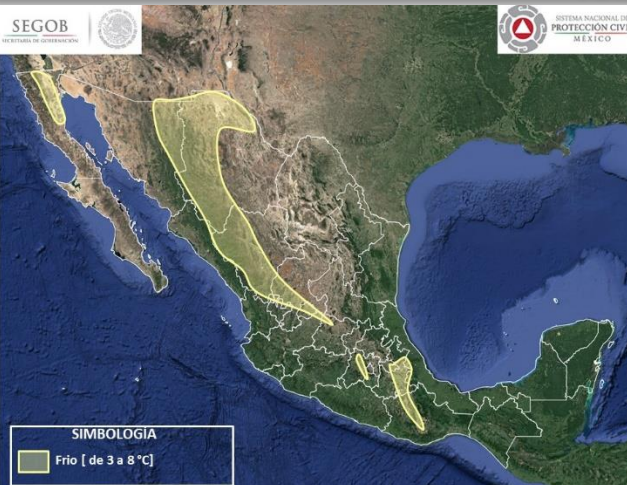 SEGOB
SECRETARÍA DE GOBERNACIÓN
SISTEMA NACIONAL DE
PROTECCIÓN CIVIL
MÉXICO
SIMBOLOGÍA
Frio [ de 3 a 8 °C]